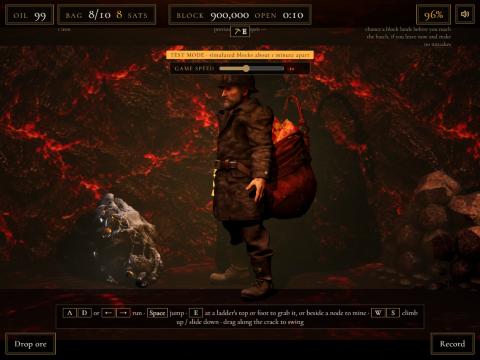 OIL 99
BAG 8/10 8 SATS
BLOCK 900,000 OPEN 0:10
96%
1 iron
E
chance a block lands before you reach
the hatch, if you leave now and make
no mistakes
TEST MODE · simulated blocks about 1 minute apart
GAME SPEED
A D or ← → run · Space jump · E at a ladder's top or foot to grab it, or beside a node to mine · W S climb
up / slide down · drag along the crack to swing
Drop ore
Record